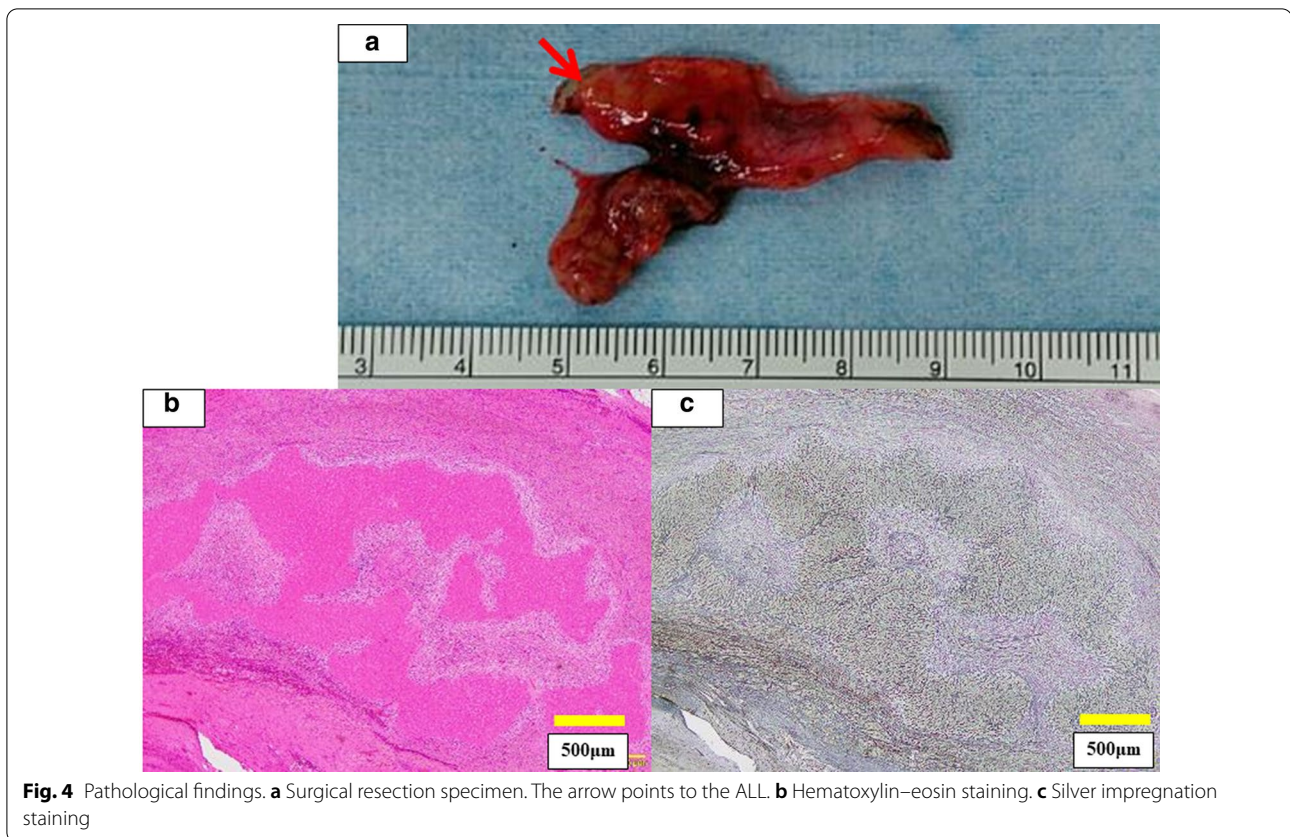 a
3 4 5 6 7 8 9 10 11
b
c
500µm
500µm
Fig. 4 Pathological findings. a Surgical resection specimen. The arrow points to the ALL. b Hematoxylin–eosin staining. c Silver impregnation
staining